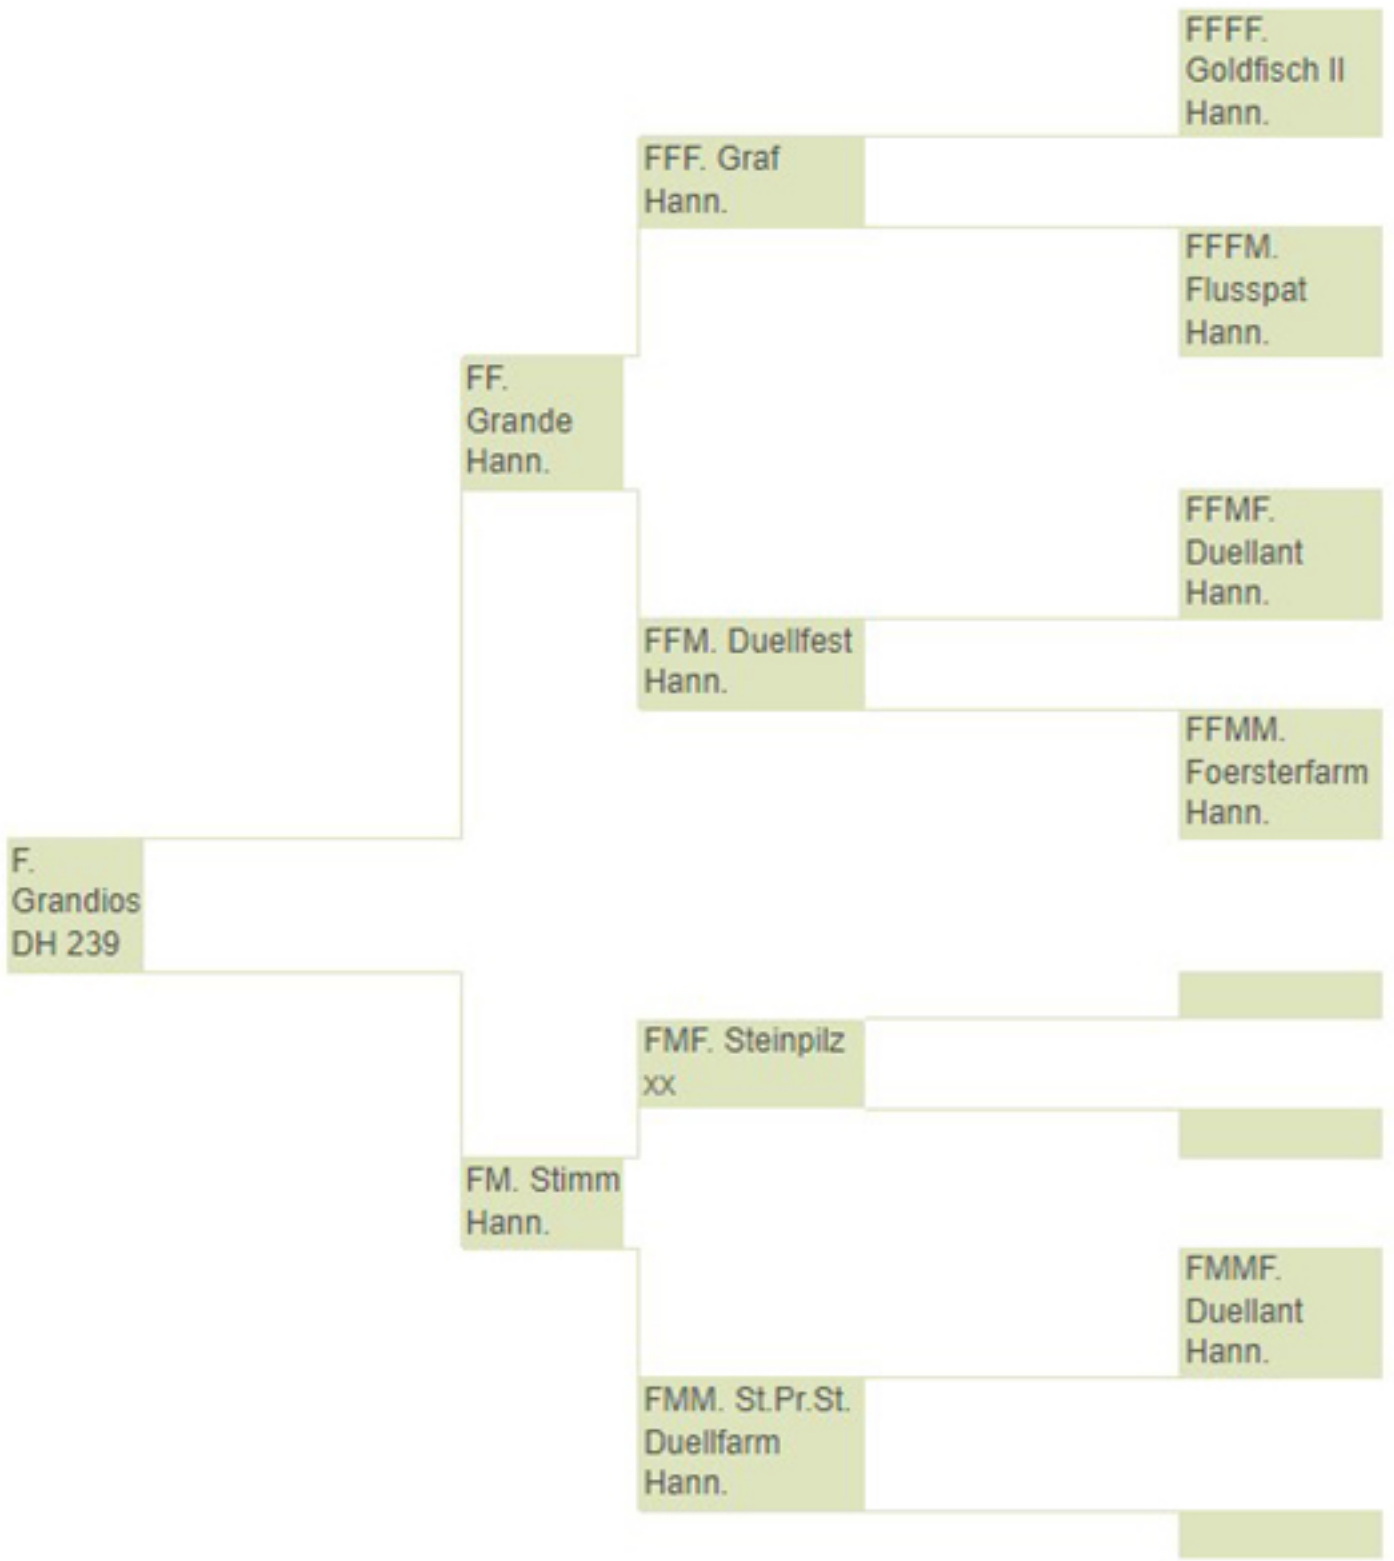 FFFF.
Goldfisch II
Hann.
FFF. Graf
Hann.
FFFM.
Flusspat
Hann.
FF.
Grande
Hann.
FFMF.
Duellant
Hann.
FFM. Duellfest
Hann.
FFMM.
Foersterfarm
Hann.
F.
Grandios
DH 239
FMF. Steinpilz
xx
FM. Stimm
Hann.
FMMF.
Duellant
Hann.
FMM. St.Pr.St.
Duellfarm
Hann.